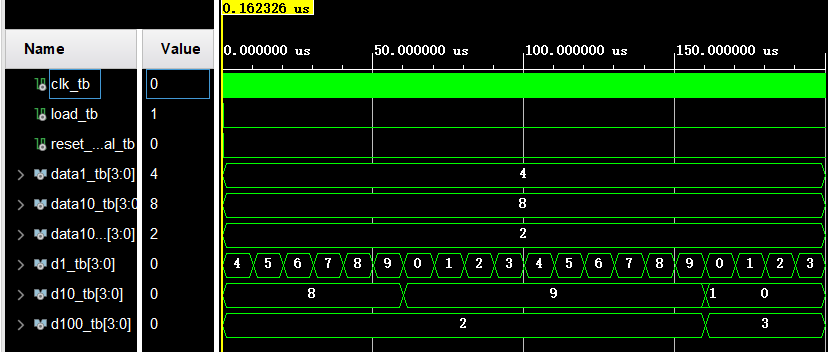 0.162326 us
Name Value
0.000000 us 50.000000 us 100.000000 us 150.000000 us
clk_tb 0
load_tb 1
reset_...al_tb 0
data1_tb[3:0] 4 4
data10_tb[3:0 8 8
data10...[3:0] 2 2
d1_tb[3:0] 0 4 5 6 7 8 9 0 1 2 3 4 5 6 7 8 9 0 1 2 3
d10_tb[3:0] 0 8 9 1 0
d100_tb[3:0] 0 2 3